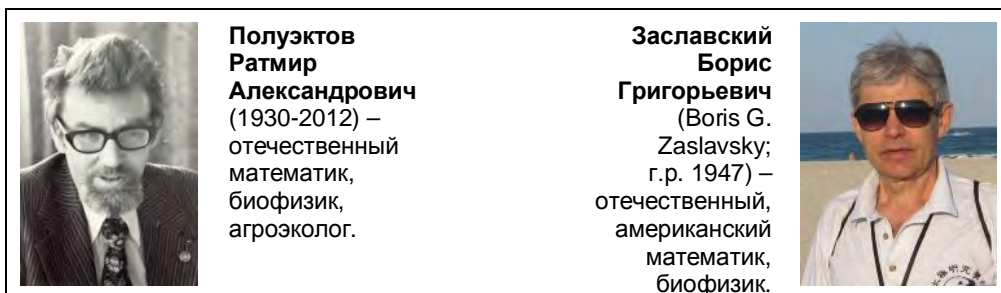 Полуэктов
Ратмир
Александрович
(1930-2012) –
отечественный
математик,
биофизик,
агроэколог.
Заславский
Борис
Григорьевич
(Boris G.
Zaslavsky;
г.р. 1947) –
отечественный,
американский
математик,
биофизик.